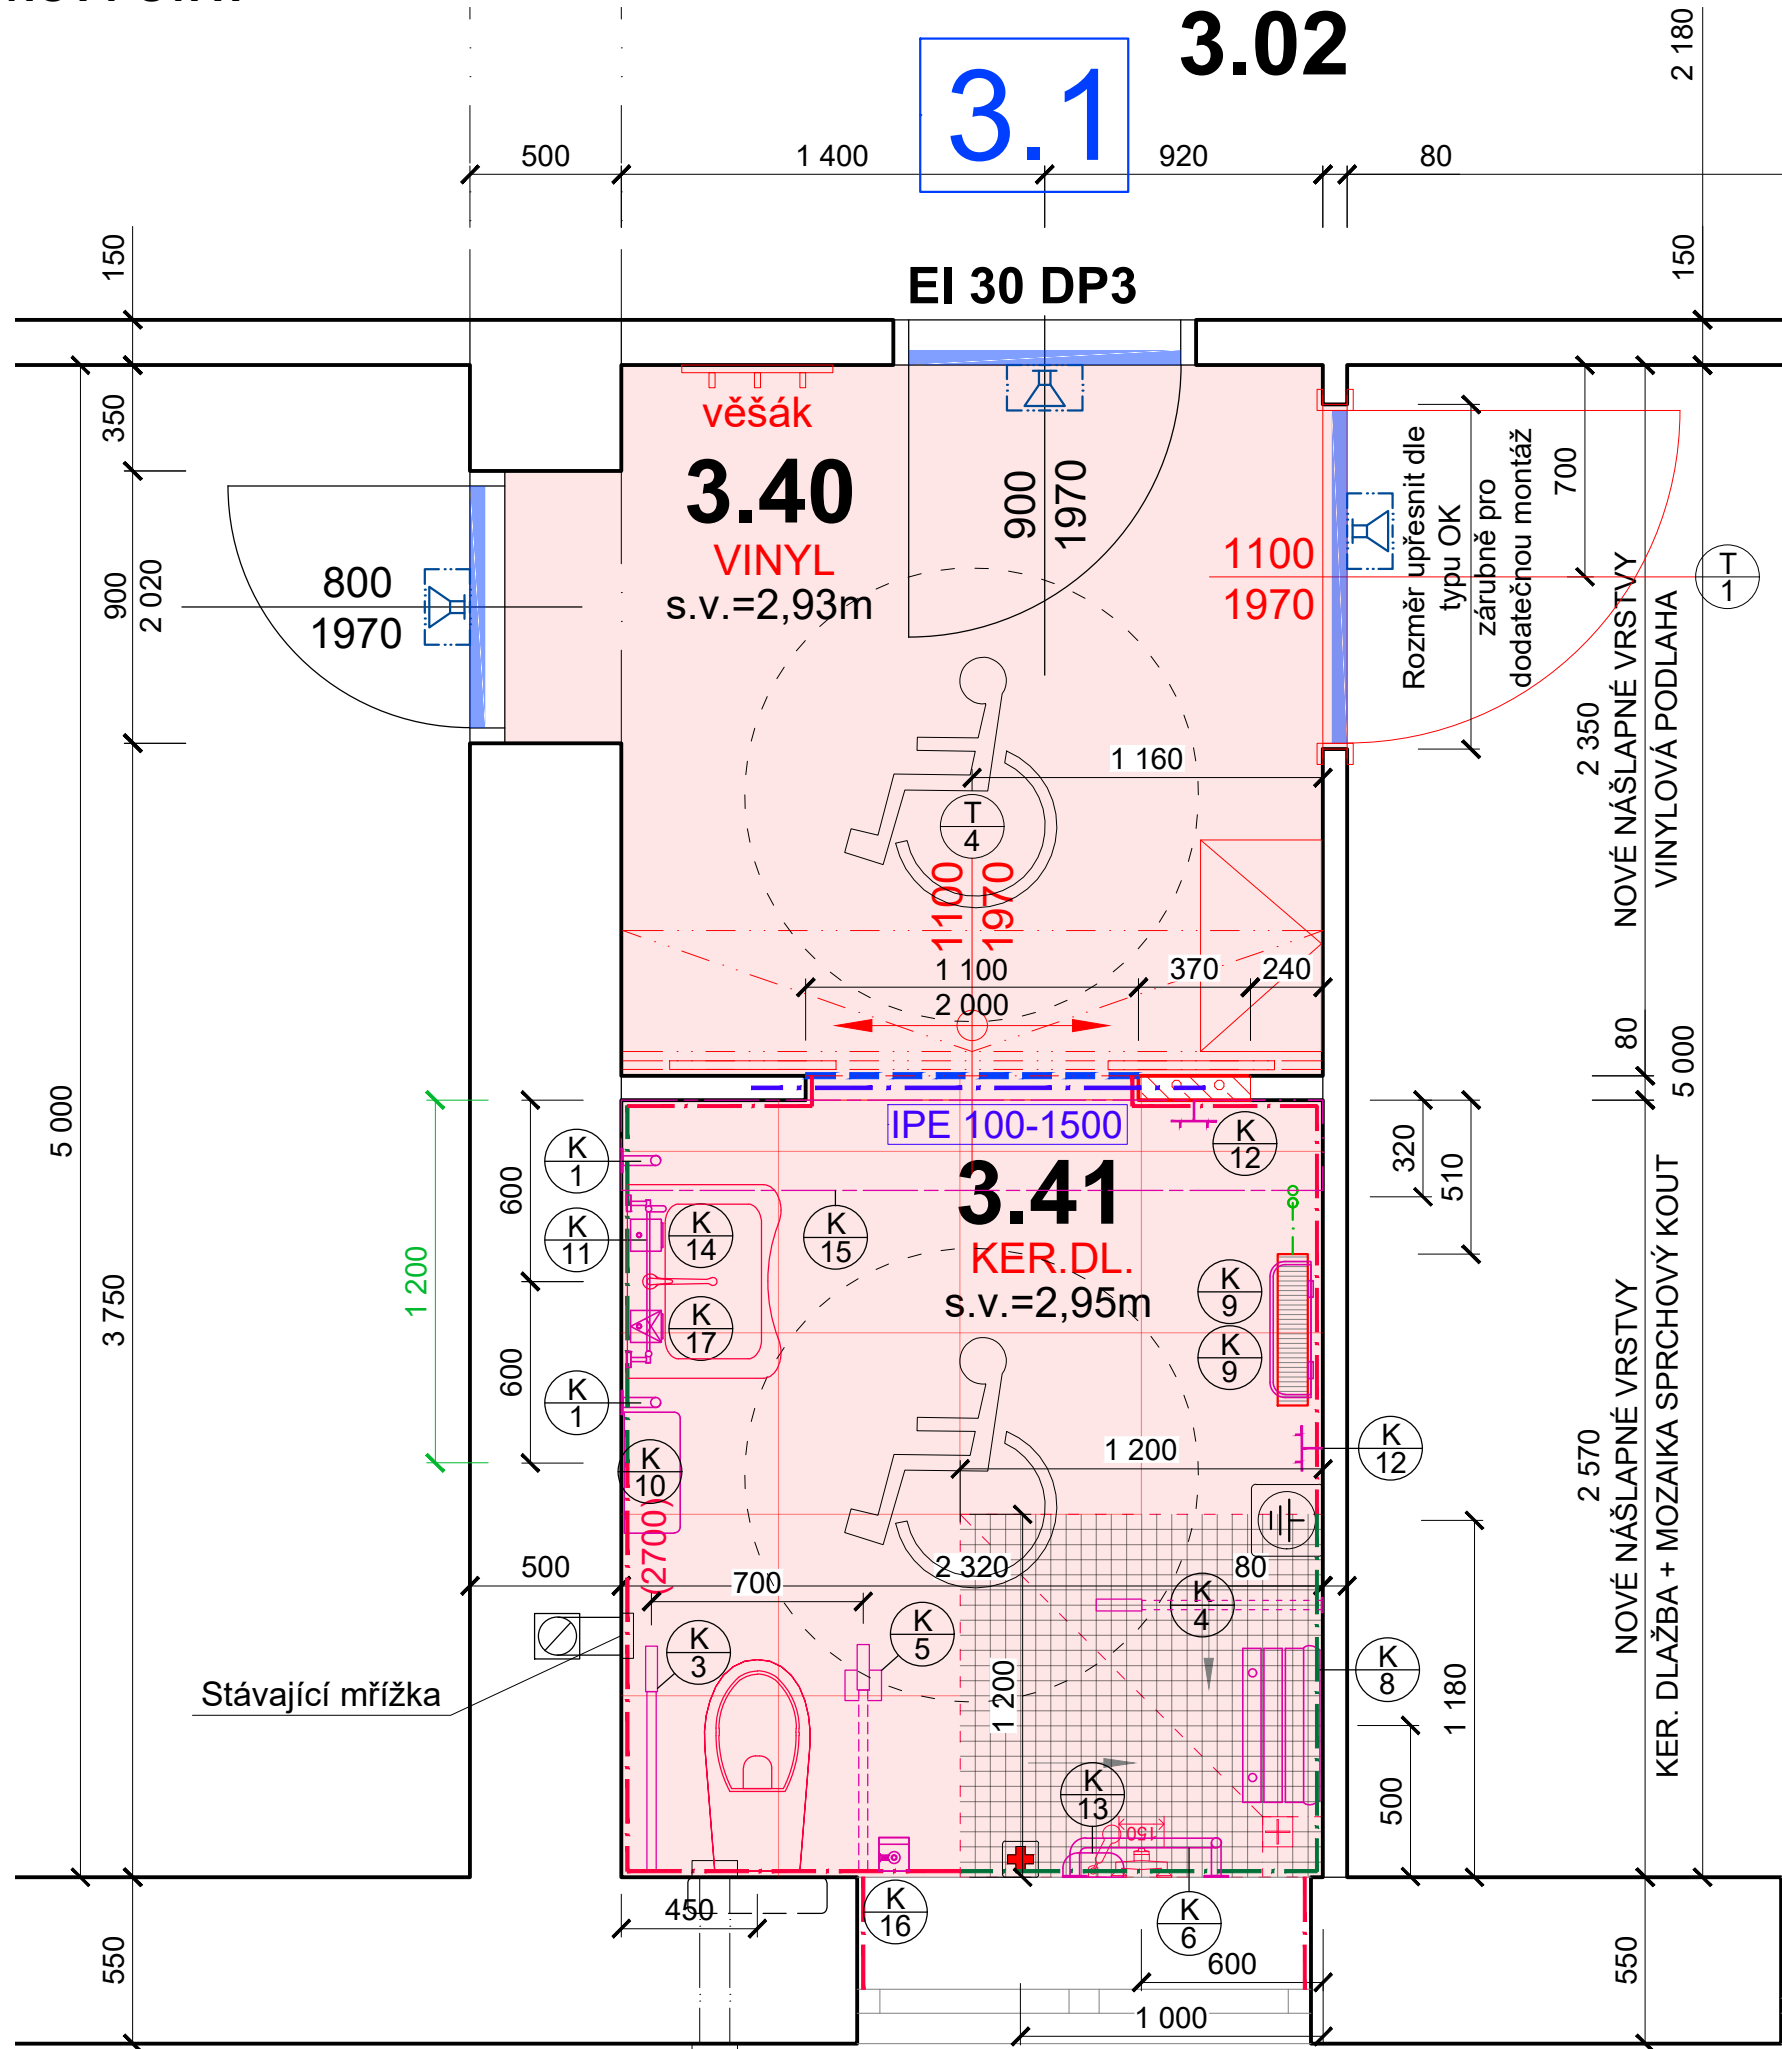 3.02
3.1
2 180
500
1 400
920
80
150
150
EI 30 DP3
350
věšák
3.40
VINYL
s.v.=2,93m
900
1970
1100
1970
Rozměr upřesnit dle
typu OK
zárubně pro
dodatečnou montáž
700
T
1
900
2 020
800
1970
2 350
NOVÉ NÁŠLAPNÉ VRSTVY
VINYLOVÁ PODLAHA
1 160
T
4
1100
1970
1 100
370
240
2 000
80
5 000
5 000
IPE 100-1500
K
12
3.41
KER.DL.
s.v.=2,95m
K
1
K
11
K
14
K
15
K
17
K
1
K
10
K
9
K
9
K
12
320
510
600
600
1 200
3 750
1 200
2 570
NOVÉ NÁŠLAPNÉ VRSTVY
KER. DLAŽBA + MOZAIKA SPRCHOVÝ KOUT
(2700)
500
700
2 320
80
K
4
K
3
K
5
K
8
Stávající mřížka
1 200
1 180
500
K
13
150
450
K
16
K
6
600
1 000
550
550